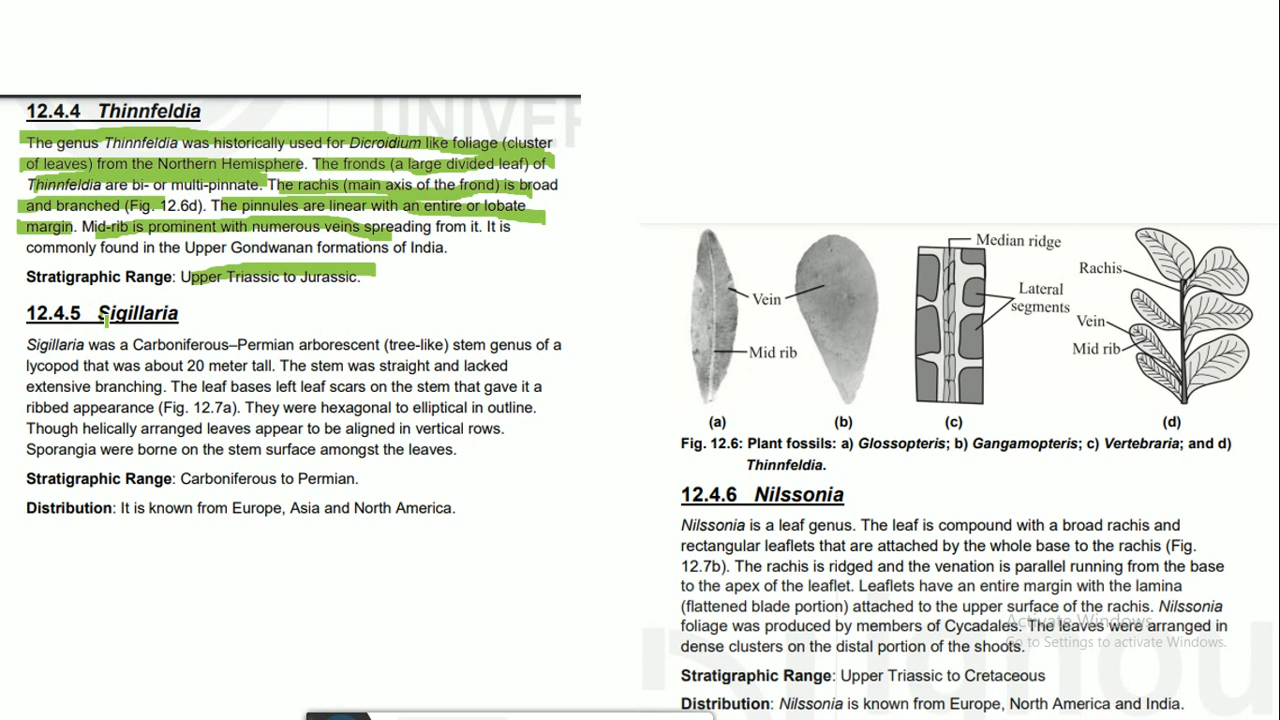 UNIVER
12.4.4 Thinnfeldia
The genus Thinnfeldia was historically used for Dicroidium like foliage (cluster
of leaves) from the Northern Hemisphere. The fronds (a large divided leaf) of
Thinnfeldia are bi- or multi-pinnate. The rachis (main axis of the frond) is broad
and branched (Fig. 12.6d). The pinnules are linear with an entire or lobate
margin. Mid-rib is prominent with numerous veins spreading from it. It is
commonly found in the Upper Gondwanan formations of India.
Stratigraphic Range: Upper Triassic to Jurassic.
12.4.5 Sigillaria
Sigillaria was a Carboniferous–Permian arborescent (tree-like) stem genus of a
lycopod that was about 20 meter tall. The stem was straight and lacked
extensive branching. The leaf bases left leaf scars on the stem that gave it a
ribbed appearance (Fig. 12.7a). They were hexagonal to elliptical in outline.
Though helically arranged leaves appear to be aligned in vertical rows.
Sporangia were borne on the stem surface amongst the leaves.
Stratigraphic Range: Carboniferous to Permian.
Distribution: It is known from Europe, Asia and North America.
Vein
Mid rib
Median ridge
Lateral
segments
Rachis
Vein
Mid rib
(a) (b) (c) (d)
Fig. 12.6: Plant fossils: a) Glossopteris; b) Gangamopteris; c) Vertebraria; and d)
Thinnfeldia.
12.4.6 Nilssonia
Nilssonia is a leaf genus. The leaf is compound with a broad rachis and
rectangular leaflets that are attached by the whole base to the rachis (Fig.
12.7b). The rachis is ridged and the venation is parallel running from the base
to the apex of the leaflet. Leaflets have an entire margin with the lamina
(flattened blade portion) attached to the upper surface of the rachis. Nilssonia
foliage was produced by members of Cycadales. The leaves were arranged in
dense clusters on the distal portion of the shoots.
Stratigraphic Range: Upper Triassic to Cretaceous
Distribution: Nilssonia is known from Europe, North America and India.
Activate Windows
Go to Settings to activate Windows.
ignou